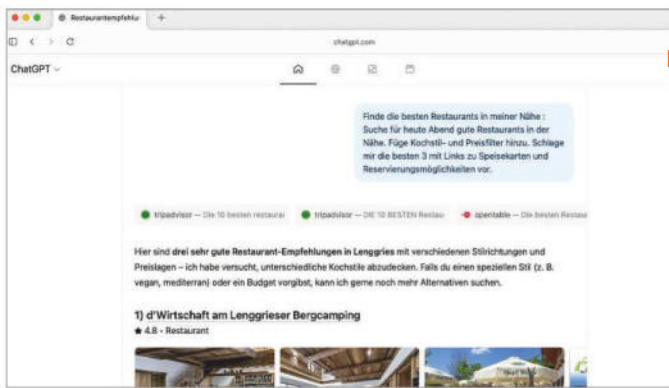 Restaurantempfehlu
chatgpt.com
ChatGPT
Finde die besten Restaurants in meiner Nähe :
Suche für heute Abend gute Restaurants in der
Nähe. Füge Kochstil- und Preisfilter hinzu. Schlage
mir die besten 3 mit Links zu Speisekarten und
Reservierungsmöglichkeiten vor.
tripadvisor — Die 10 besten restaurar
tripadvisor — DIE 10 BESTEN Restau
opentable — Die besten Restaur
Hier sind drei sehr gute Restaurant-Empfehlungen in Lenggries mit verschiedenen Stilrichtungen und
Preislagen – ich habe versucht, unterschiedliche Kochstile abzudecken. Falls du einen speziellen Stil (z. B.
vegan, mediterran) oder ein Budget vorgibst, kann ich gerne noch mehr Alternativen suchen.
1) d'Wirtschaft am Lenggrieser Bergcamping
★ 4.8 • Restaurant